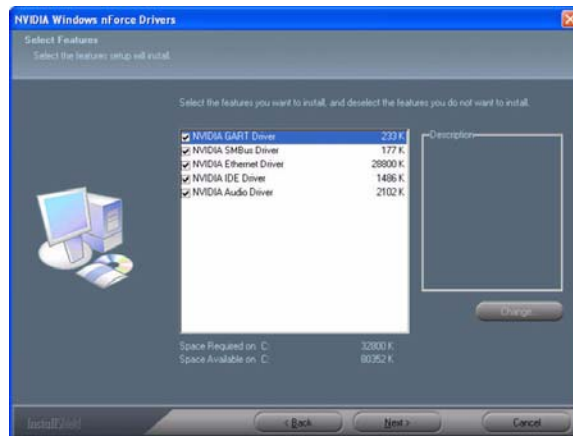 NVIDIA Windows nForce Drivers
Select Features
Select the features setup will install.
Select the features you want to install, and deselect the features you do not want to install.
NVIDIA GART Driver 233 K
NVIDIA SMBus Driver 177 K
NVIDIA Ethernet Driver 28800 K
NVIDIA IDE Driver 1486 K
NVIDIA Audio Driver 2102 K
Description
Change...
Space Required on C: 32800 K
Space Available on C: 80352 K
InstallShield
< Back
Next >
Cancel